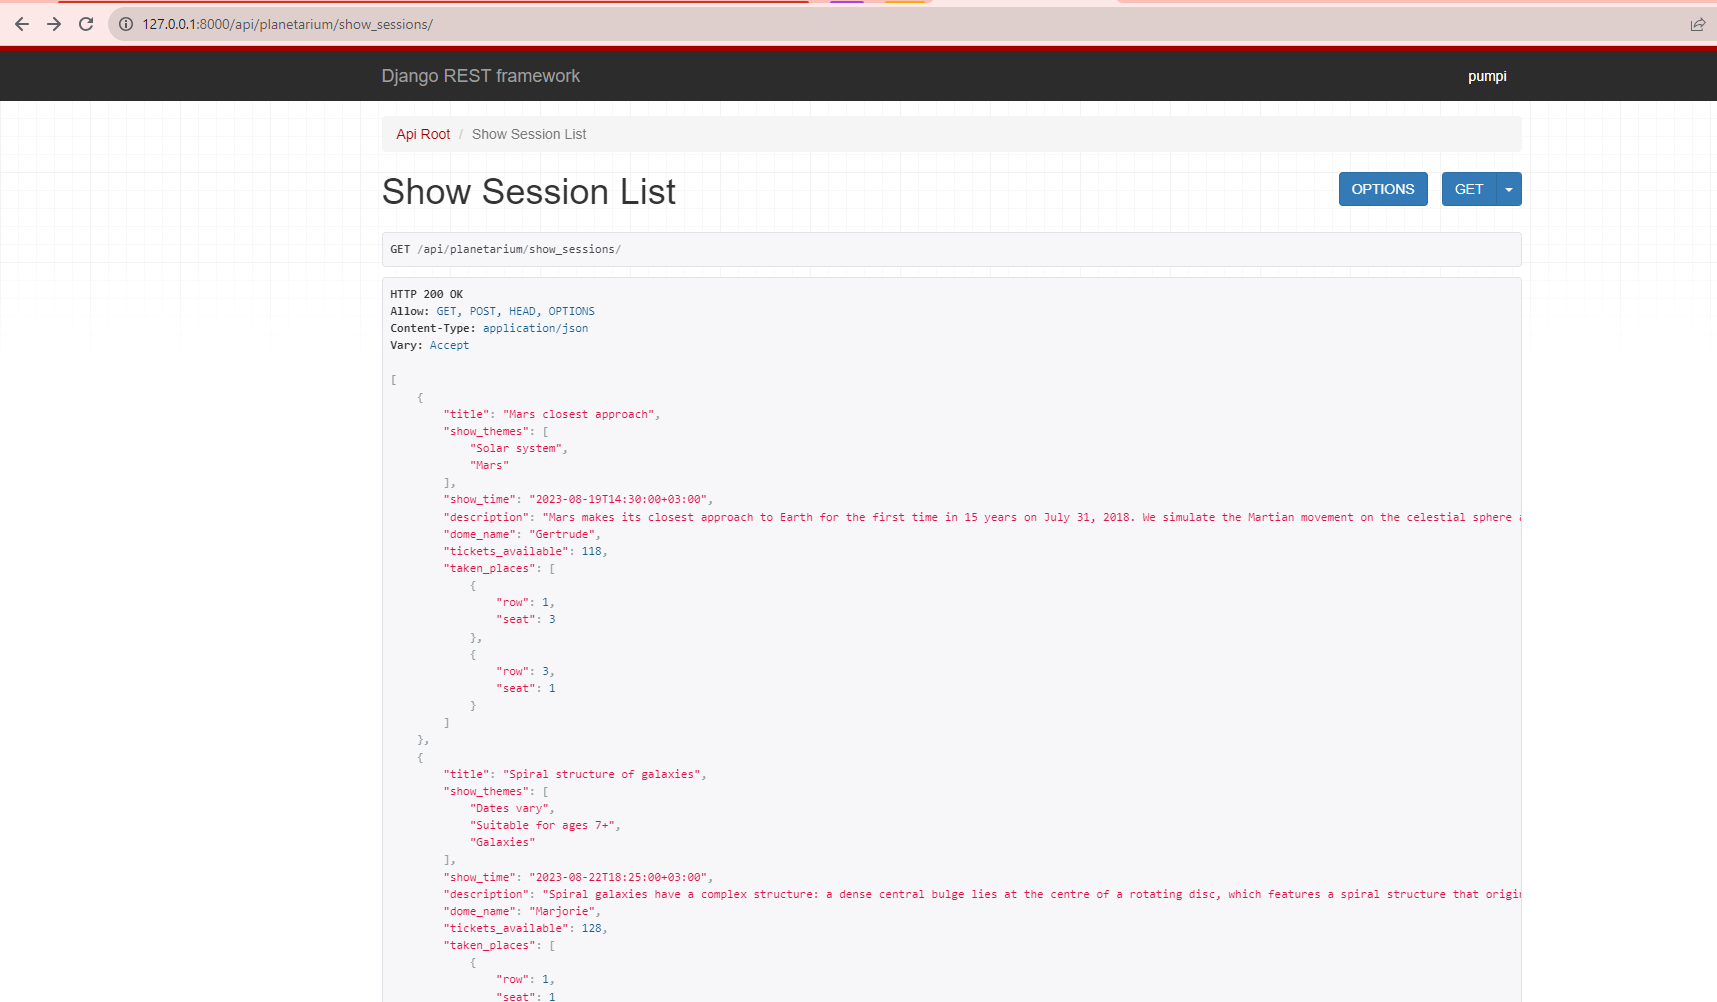 127.0.0.1:8000/api/planetarium/show_sessions/
Django REST framework
pumpi
Api Root / Show Session List
Show Session List
OPTIONS
GET
GET /api/planetarium/show_sessions/
HTTP 200 OK
Allow: GET, POST, HEAD, OPTIONS
Content-Type: application/json
Vary: Accept
[
    {
        "title": "Mars closest approach",
        "show_themes": [
            "Solar system",
            "Mars"
        ],
        "show_time": "2023-08-19T14:30:00+03:00",
        "description": "Mars makes its closest approach to Earth for the first time in 15 years on July 31, 2018. We simulate the Martian movement on the celestial sphere
        "dome_name": "Gertrude",
        "tickets_available": 118,
        "taken_places": [
            {
                "row": 1,
                "seat": 3
            },
            {
                "row": 3,
                "seat": 1
            }
        ]
    },
    {
        "title": "Spiral structure of galaxies",
        "show_themes": [
            "Dates vary",
            "Suitable for ages 7+",
            "Galaxies"
        ],
        "show_time": "2023-08-22T18:25:00+03:00",
        "description": "Spiral galaxies have a complex structure: a dense central bulge lies at the centre of a rotating disc, which features a spiral structure that
        "dome_name": "Marjorie",
        "tickets_available": 128,
        "taken_places": [
            {
                "row": 1,
                "seat": 1